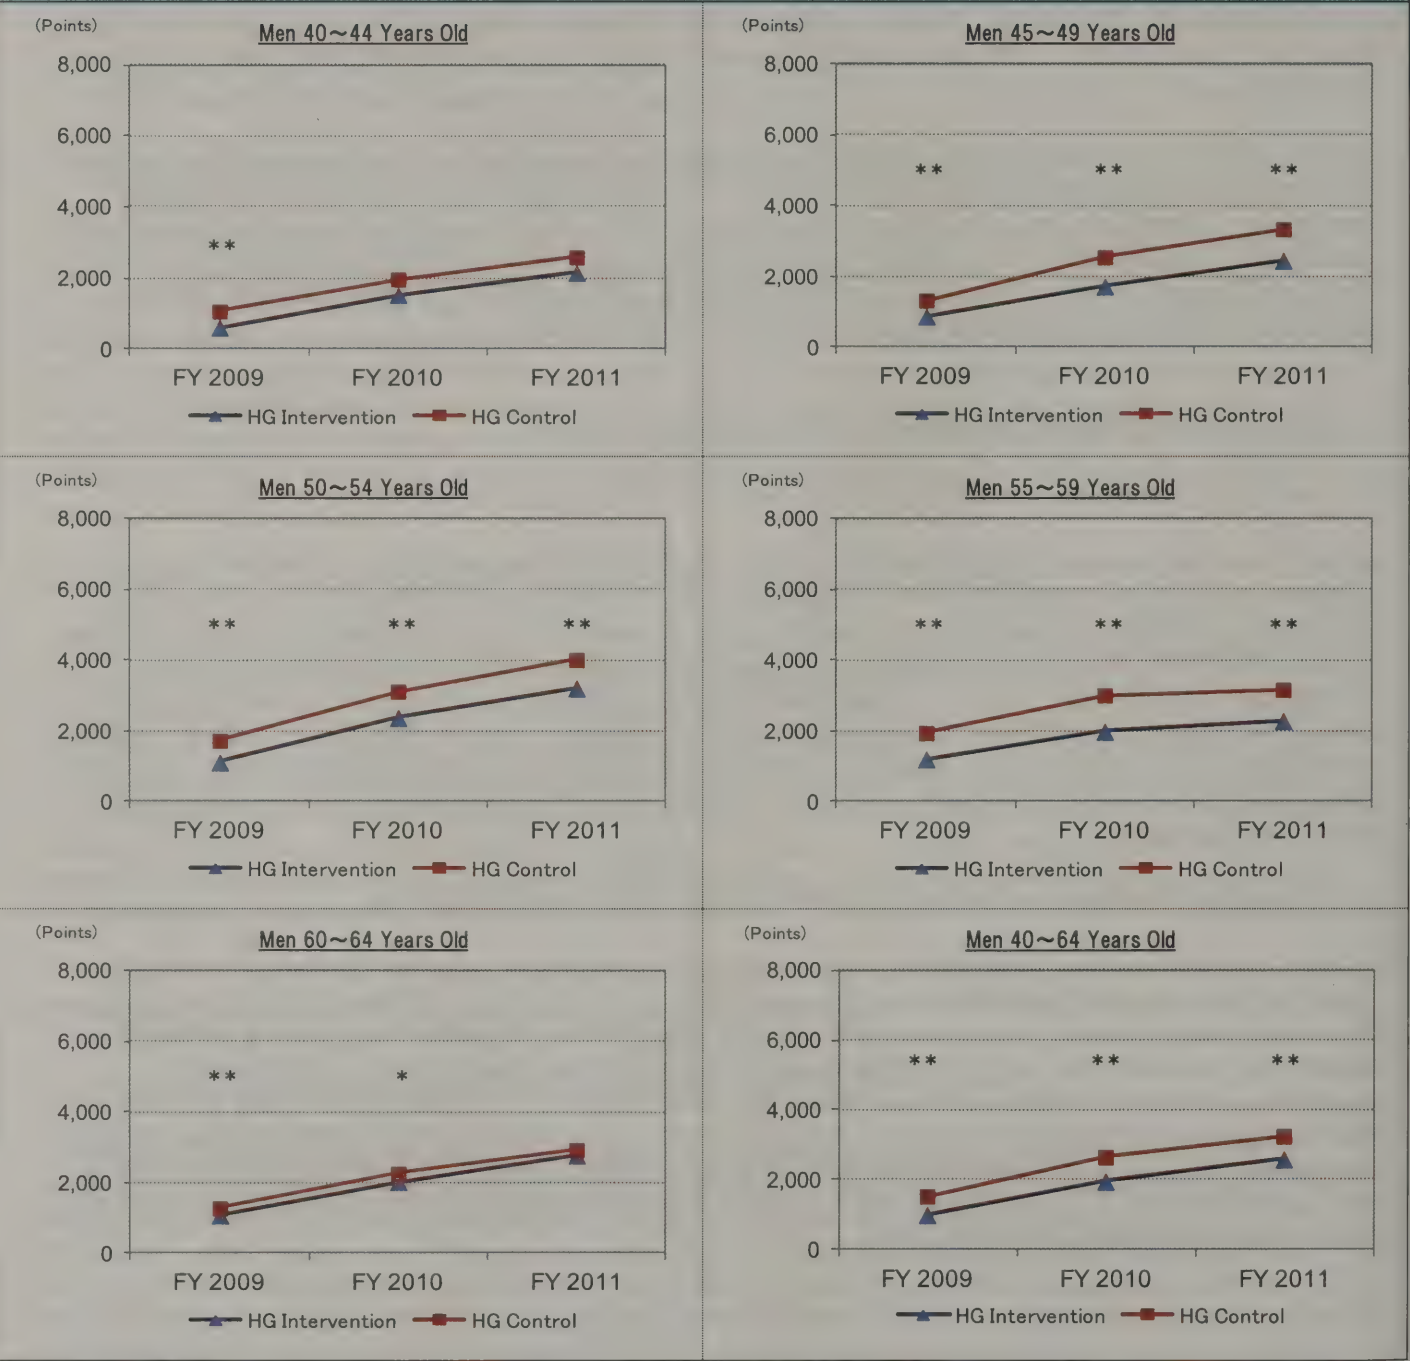 (Points)
Men 40～44 Years Old
8,000
6,000
4,000
**
2,000
0
FY 2009 FY 2010 FY 2011
HG Intervention HG Control
(Points)
Men 45～49 Years Old
8,000
6,000
** ** **
4,000
2,000
0
FY 2009 FY 2010 FY 2011
HG Intervention HG Control
(Points)
Men 50～54 Years Old
8,000
6,000
** ** **
4,000
2,000
0
FY 2009 FY 2010 FY 2011
HG Intervention HG Control
(Points)
Men 55～59 Years Old
8,000
6,000
** ** **
4,000
2,000
0
FY 2009 FY 2010 FY 2011
HG Intervention HG Control
(Points)
Men 60～64 Years Old
8,000
6,000
** *
4,000
2,000
0
FY 2009 FY 2010 FY 2011
HG Intervention HG Control
(Points)
Men 40～64 Years Old
8,000
6,000
** ** **
4,000
2,000
0
FY 2009 FY 2010 FY 2011
HG Intervention HG Control